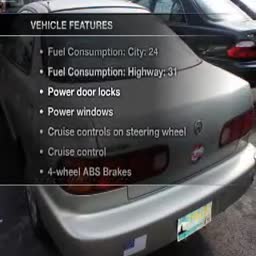 VEHICLE FEATURES
Fuel Consumption: City: 24
Fuel Consumption: Highway: 31
Power door locks
Power windows
Cruise controls on steering wheel
Cruise control
4-wheel ABS Brakes